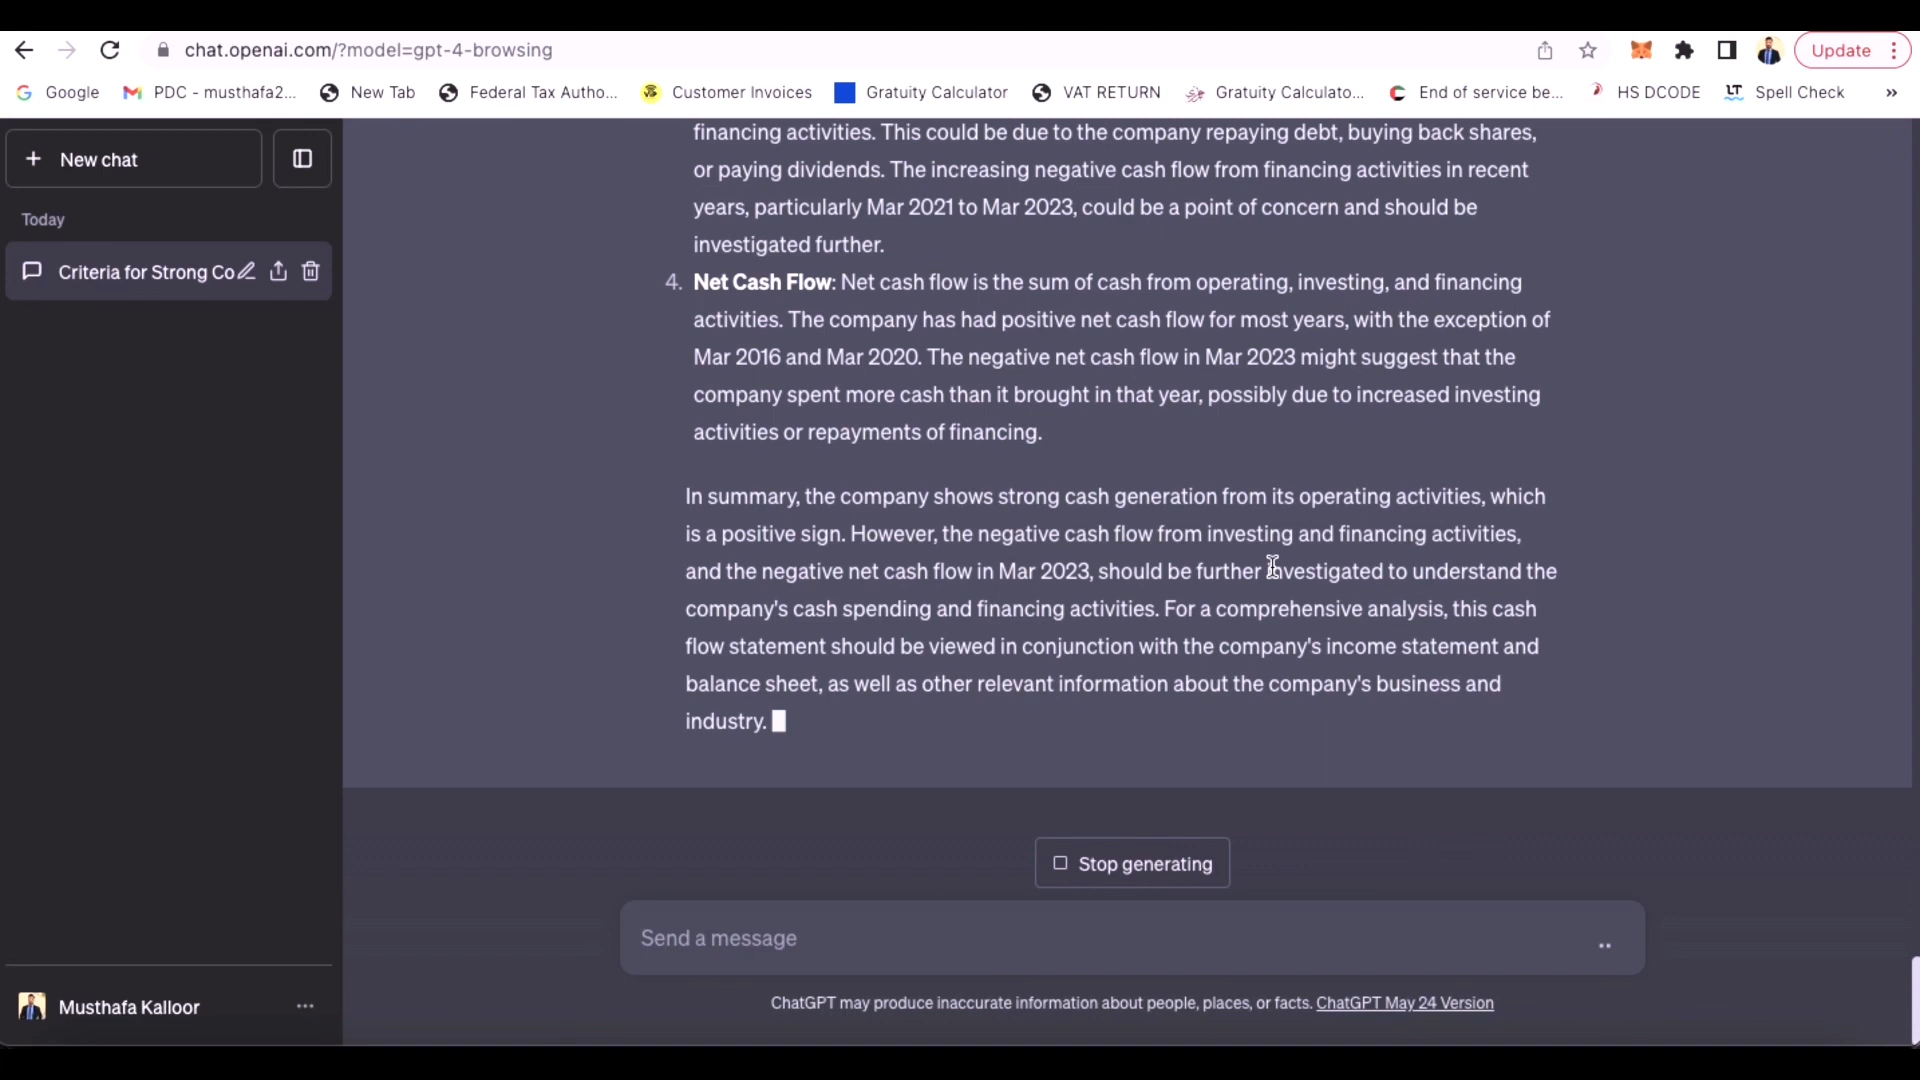 chat.openai.com/?model=gpt-4-browsing
Update
Google
PDC - musthafa2...
New Tab
Federal Tax Autho...
Customer Invoices
Gratuity Calculator
VAT RETURN
Gratuity Calculato...
End of service be...
HS DCODE
LT Spell Check
»
+ New chat
Today
Criteria for Strong Co
financing activities. This could be due to the company repaying debt, buying back shares,
or paying dividends. The increasing negative cash flow from financing activities in recent
years, particularly Mar 2021 to Mar 2023, could be a point of concern and should be
investigated further.
4. Net Cash Flow: Net cash flow is the sum of cash from operating, investing, and financing
activities. The company has had positive net cash flow for most years, with the exception of
Mar 2016 and Mar 2020. The negative net cash flow in Mar 2023 might suggest that the
company spent more cash than it brought in that year, possibly due to increased investing
activities or repayments of financing.
In summary, the company shows strong cash generation from its operating activities, which
is a positive sign. However, the negative cash flow from investing and financing activities,
and the negative net cash flow in Mar 2023, should be further investigated to understand the
company's cash spending and financing activities. For a comprehensive analysis, this cash
flow statement should be viewed in conjunction with the company's income statement and
balance sheet, as well as other relevant information about the company's business and
industry.
Stop generating
Send a message
Musthafa Kalloor
ChatGPT may produce inaccurate information about people, places, or facts. ChatGPT May 24 Version